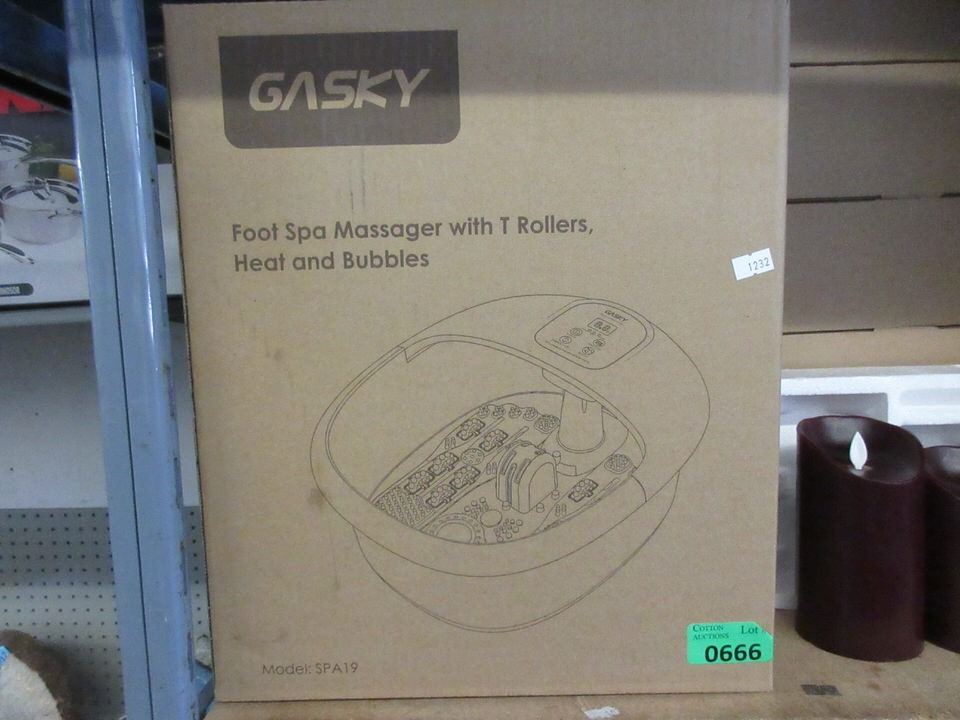 GASKY
Foot Spa Massager with T Rollers,
Heat and Bubbles
1232
GASKY
Model: SPA19
COTTON
AUCTIONS
Lot
0666